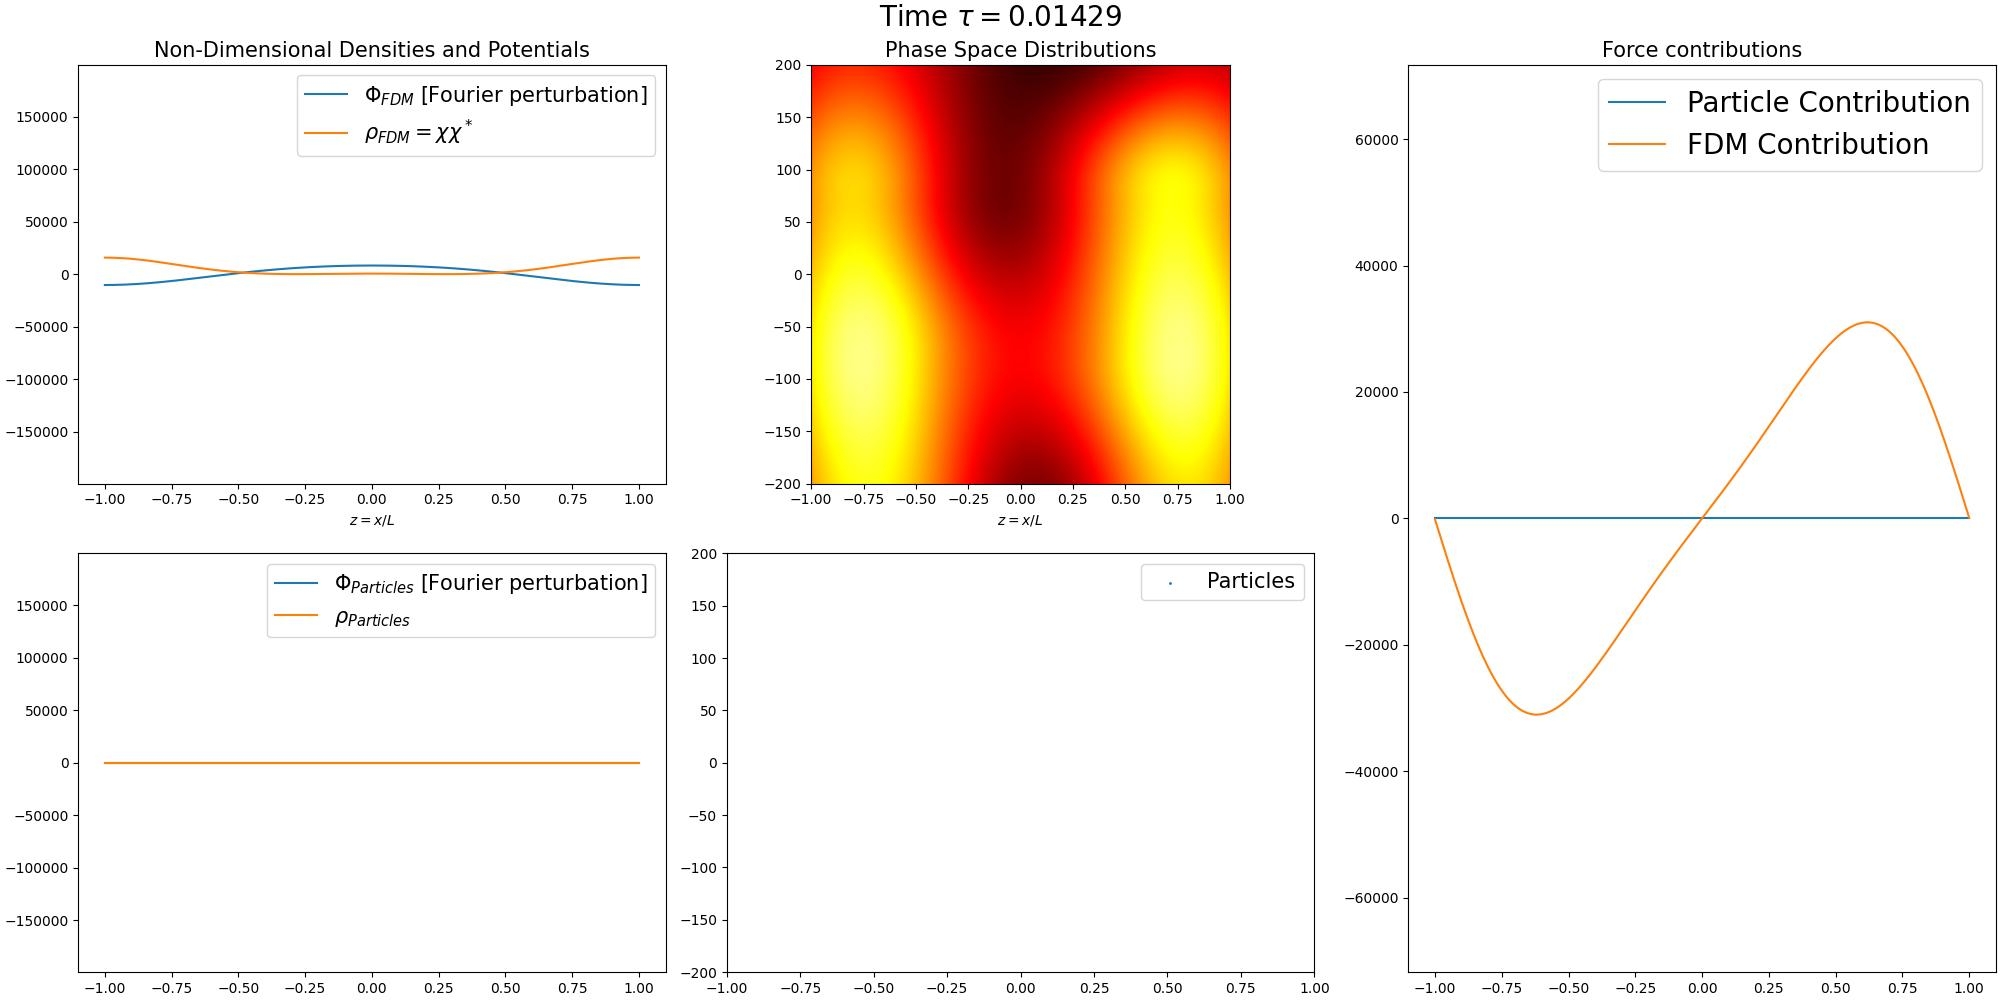 Time τ = 0.01429
Non-Dimensional Densities and Potentials
Φ_FDM [Fourier perturbation]
ρ_FDM = χχ*
150000
100000
50000
0
−50000
−100000
−150000
−1.00 −0.75 −0.50 −0.25 0.00 0.25 0.50 0.75 1.00
z = x/L
Phase Space Distributions
200
150
100
50
0
−50
−100
−150
−200
−1.00 −0.75 −0.50 −0.25 0.00 0.25 0.50 0.75 1.00
z = x/L
Force contributions
Particle Contribution
FDM Contribution
60000
40000
20000
0
−20000
−40000
−60000
−1.00 −0.75 −0.50 −0.25 0.00 0.25 0.50 0.75 1.00
Φ_Particles [Fourier perturbation]
ρ_Particles
150000
100000
50000
0
−50000
−100000
−150000
−1.00 −0.75 −0.50 −0.25 0.00 0.25 0.50 0.75 1.00
Particles
200
150
100
50
0
−50
−100
−150
−200
−1.00 −0.75 −0.50 −0.25 0.00 0.25 0.50 0.75 1.00